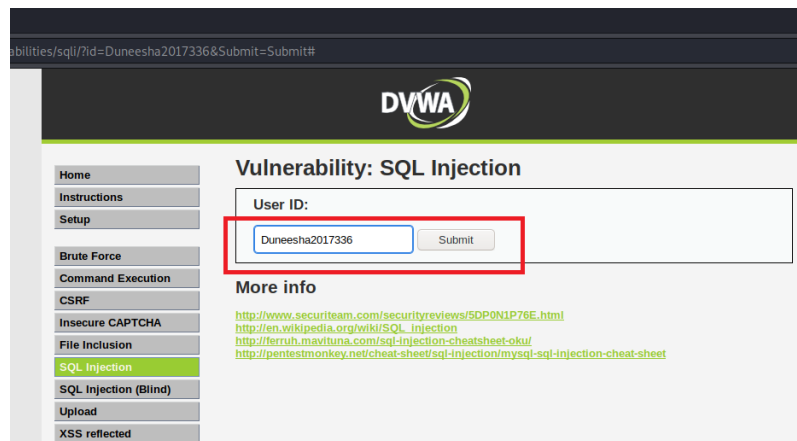 abilities/sqli/?id=Duneesha2017336&Submit=Submit#
DVWA
Home
Instructions
Setup
Brute Force
Command Execution
CSRF
Insecure CAPTCHA
File Inclusion
SQL Injection
SQL Injection (Blind)
Upload
XSS reflected
Vulnerability: SQL Injection
User ID:
Duneesha2017336 Submit
More info
http://www.securiteam.com/securityreviews/5DP0N1P76E.html
http://en.wikipedia.org/wiki/SQL_injection
http://ferruh.mavituna.com/sql-injection-cheatsheet-oku/
http://pentestmonkey.net/cheat-sheet/sql-injection/mysql-sql-injection-cheat-sheet